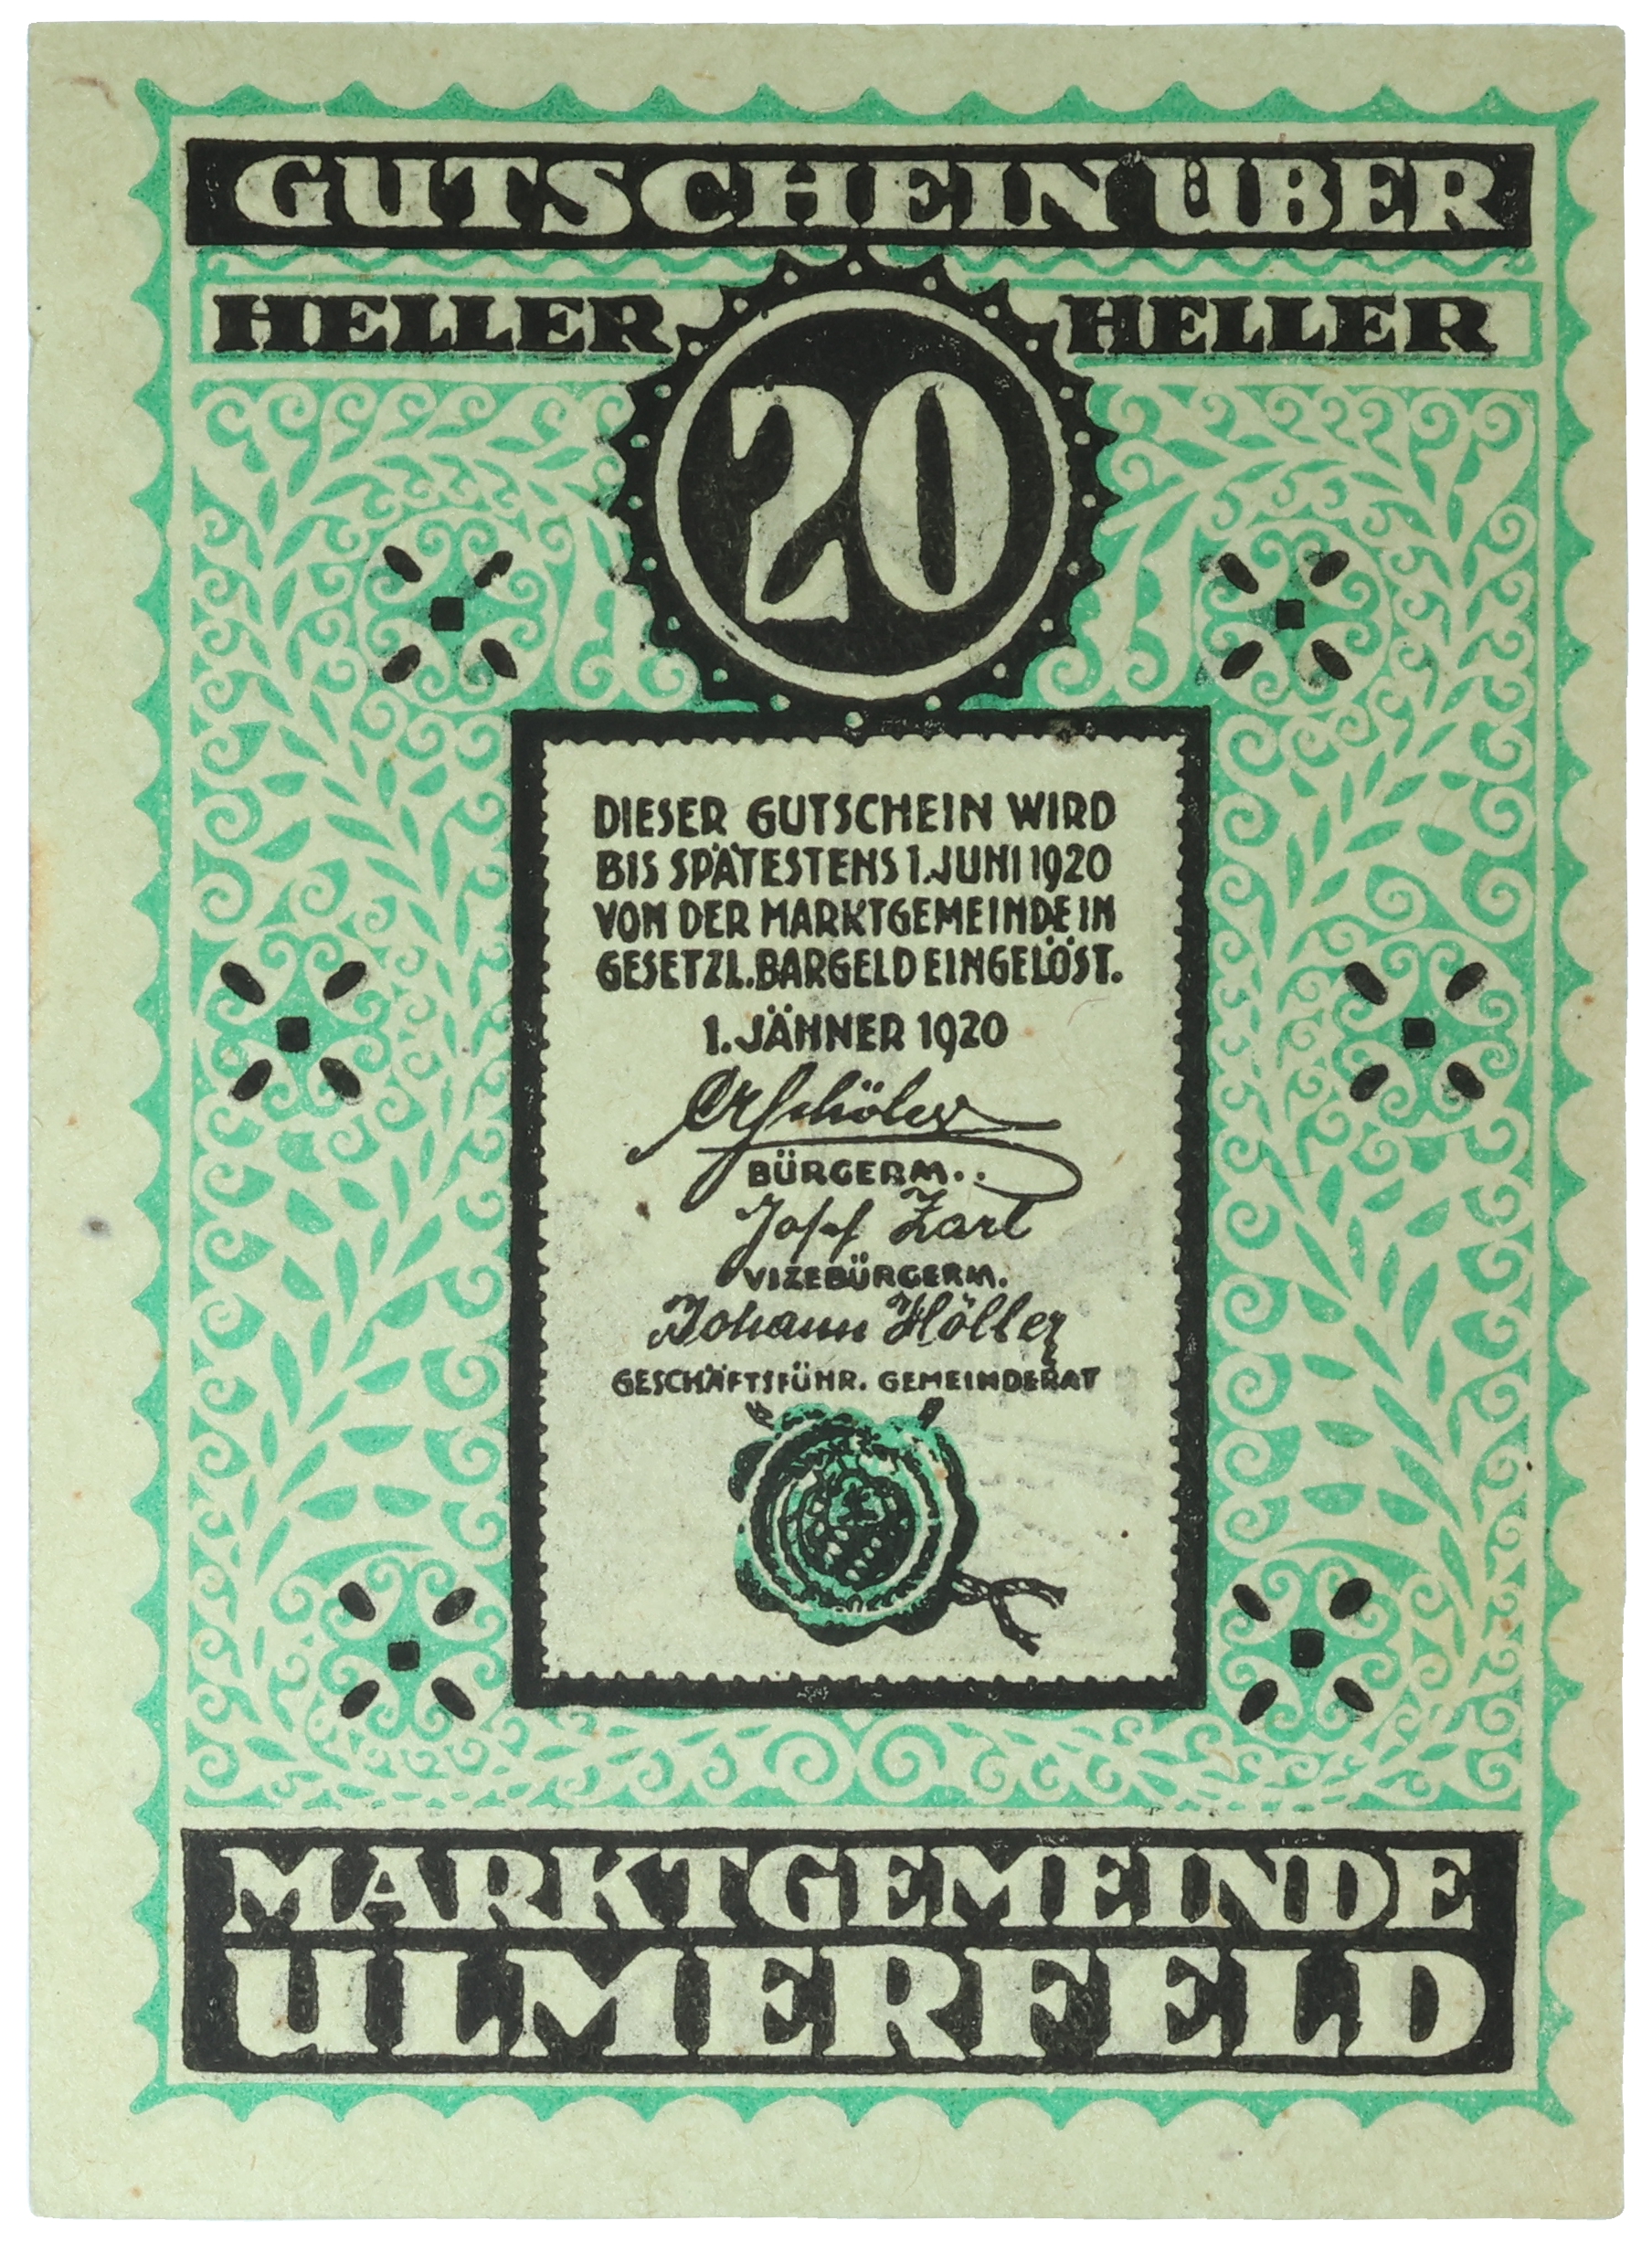 GUTSCHEIN ÜBER
HELLER 20 HELLER
DIESER GUTSCHEIN WIRD
BIS SPÄTESTENS 1. JUNI 1920
VON DER MARKTGEMEINDE IN
GESETZL. BARGELD EINGELÖST.
1. JÄNNER 1920
BÜRGERM.
Josef Zarl
VIZEBÜRGERM.
Johann Höller
GESCHÄFTSFÜHR. GEMEINDERAT
MARKTGEMEINDE
ULMERFELD